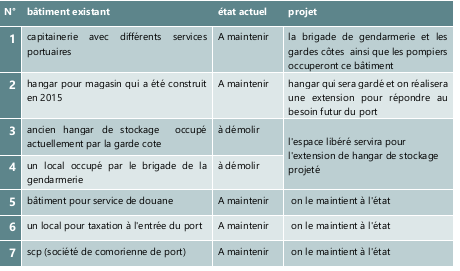 N° bâtiment existant état actuel projet
1 capitainerie avec différents services portuaires A maintenir la brigade de gendarmerie et les gardes côtes ainsi que les pompiers occuperont ce bâtiment
2 hangar pour magasin qui a été construit en 2015 A maintenir hangar qui sera gardé et on réalisera une extension pour répondre au besoin futur du port
3 ancien hangar de stockage occupé actuellement par la garde cote à démolir l'espace libéré servira pour l'extension de hangar de stockage projeté
4 un local occupé par le brigade de la gendarmerie à démolir
5 bâtiment pour service de douane A maintenir on le maintient à l'état
6 un local pour taxation à l'entrée du port A maintenir on le maintient à l'état
7 scp (société de comorienne de port) A maintenir on le maintient à l'état